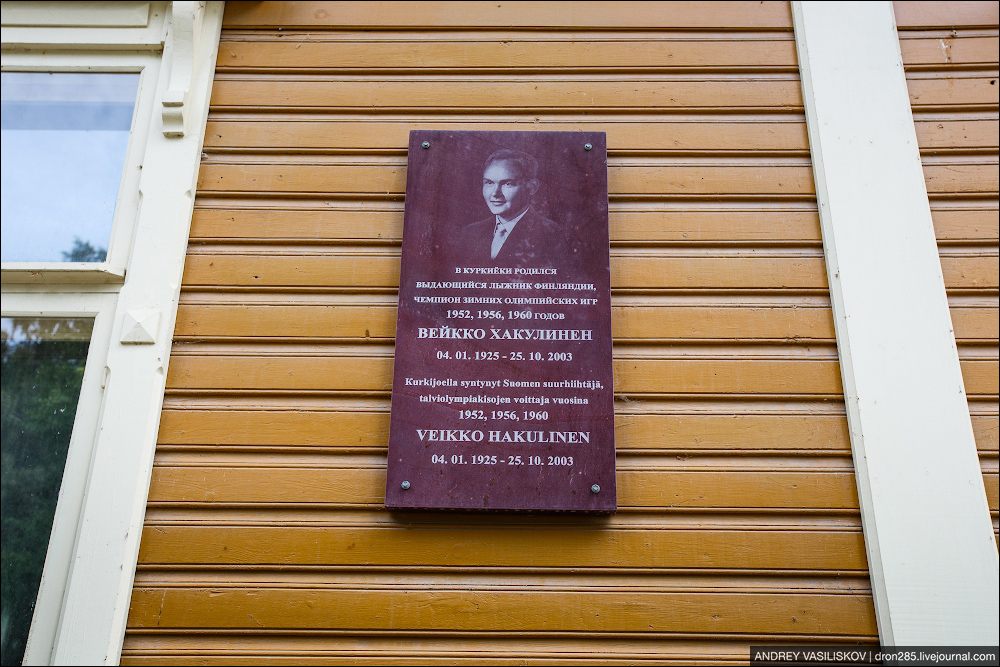 В КУРКИЁКИ РОДИЛСЯ
ВЫДАЮЩИЙСЯ ЛЫЖНИК ФИНЛЯНДИИ,
ЧЕМПИОН ЗИМНИХ ОЛИМПИЙСКИХ ИГР
1952, 1956, 1960 ГОДОВ
ВЕЙККО ХАКУЛИНЕН
04. 01. 1925 - 25. 10. 2003
Kurkijoella syntynyt Suomen suurhiihtäjä,
talviolympiakisojen voittaja vuosina
1952, 1956, 1960
VEIKKO HAKULINEN
04. 01. 1925 - 25. 10. 2003
ANDREY VASILISKOV | dron285.livejournal.com